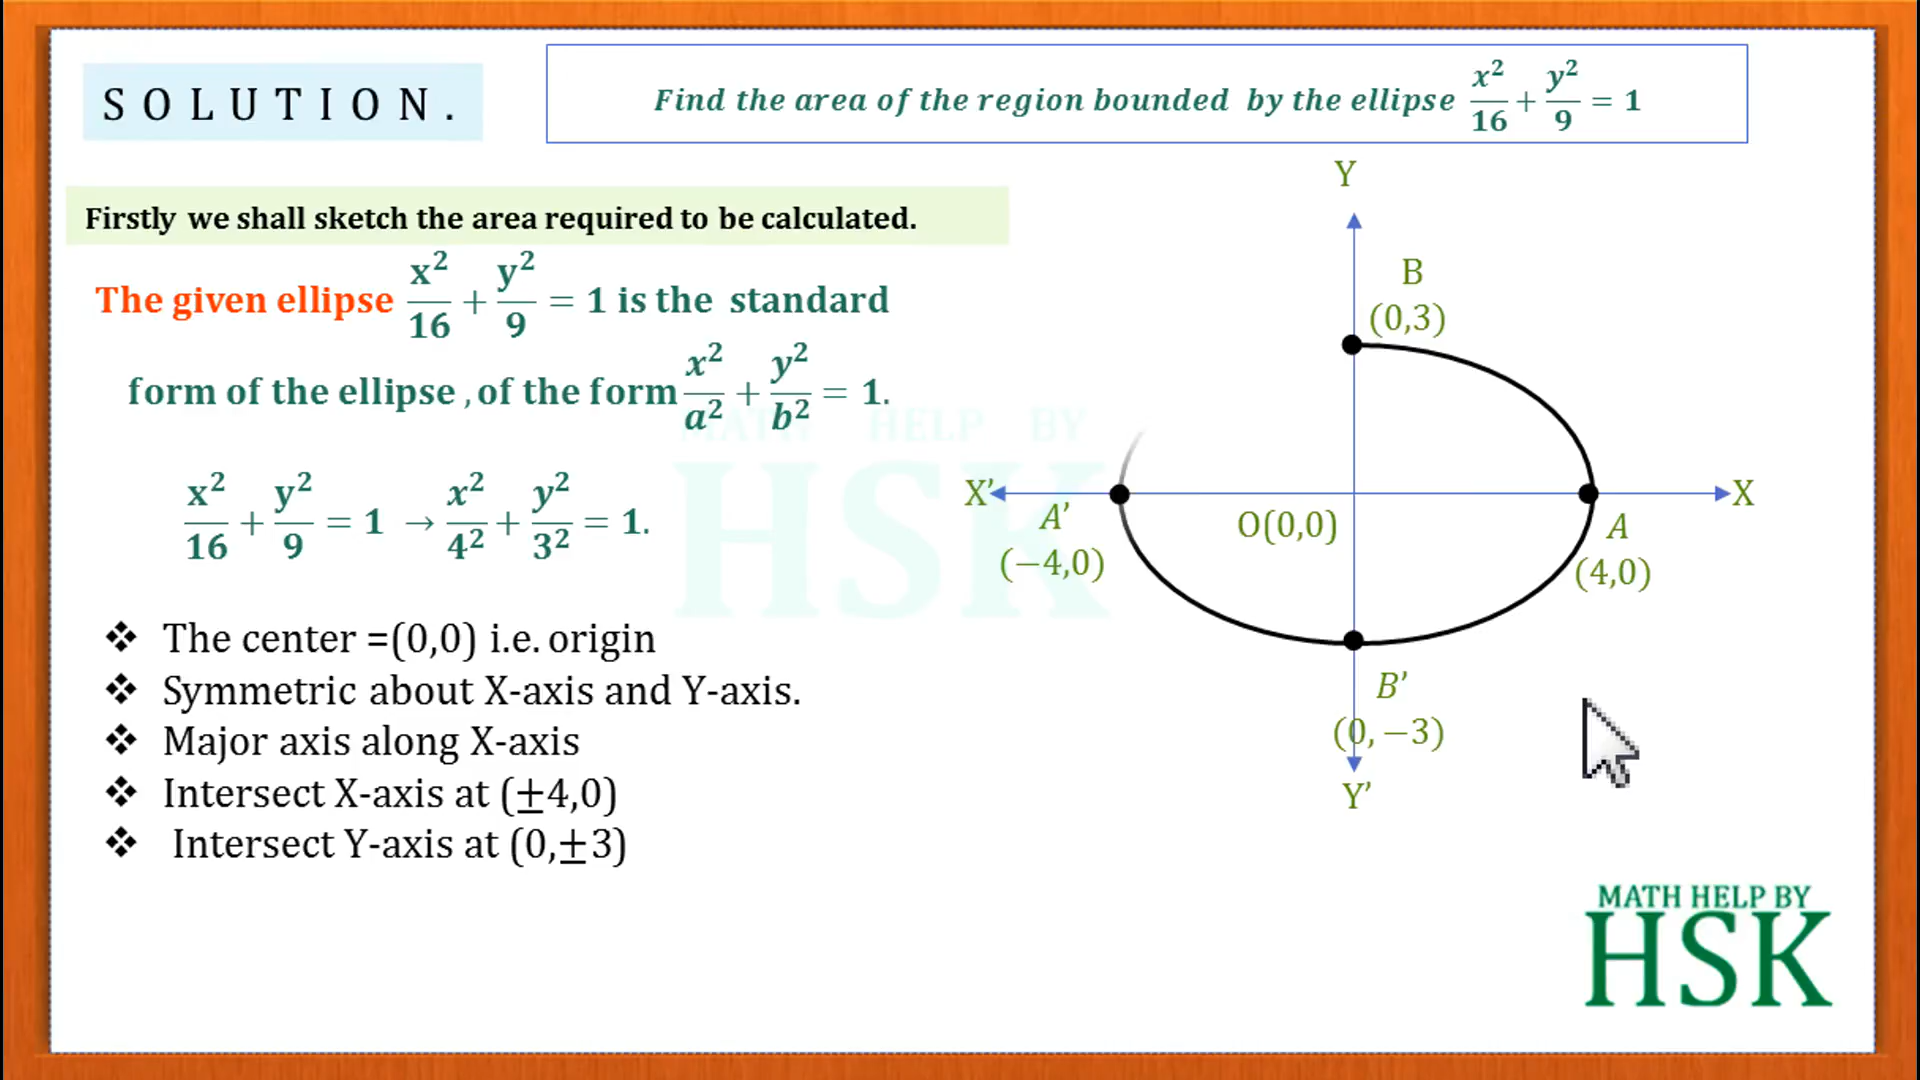 SOLUTION.
Find the area of the region bounded by the ellipse x²/16 + y²/9 = 1
Firstly we shall sketch the area required to be calculated.
The given ellipse x²/16 + y²/9 = 1 is the standard
form of the ellipse , of the form x²/a² + y²/b² = 1.
x²/16 + y²/9 = 1 → x²/4² + y²/3² = 1.
❖ The center =(0,0) i.e. origin
❖ Symmetric about X-axis and Y-axis.
❖ Major axis along X-axis
❖ Intersect X-axis at (±4,0)
❖ Intersect Y-axis at (0,±3)
Y
B
(0,3)
X'
X
A'
(−4,0)
O(0,0)
A
(4,0)
B'
(0,−3)
Y'
MATH HELP BY
HSK
MATH HELP BY
HSK